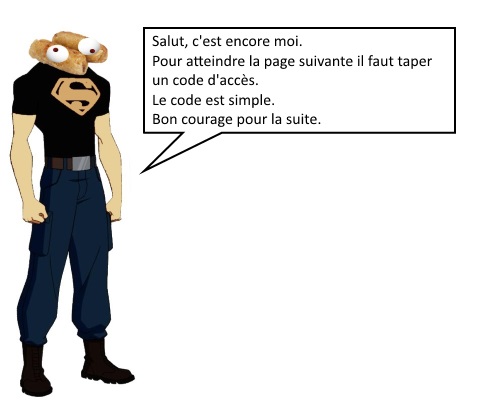 Salut, c'est encore moi.
Pour atteindre la page suivante il faut taper
un code d'accès.
Le code est simple.
Bon courage pour la suite.